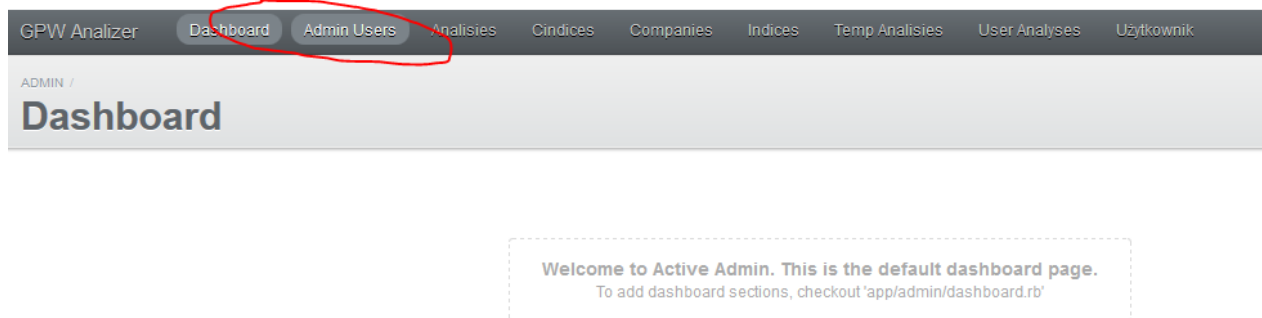 GPW Analizer Dashboard Admin Users Analisies Cindices Companies Indices Temp Analisies User Analyses Użytkownik
ADMIN /
Dashboard
Welcome to Active Admin. This is the default dashboard page.
To add dashboard sections, checkout 'app/admin/dashboard.rb'